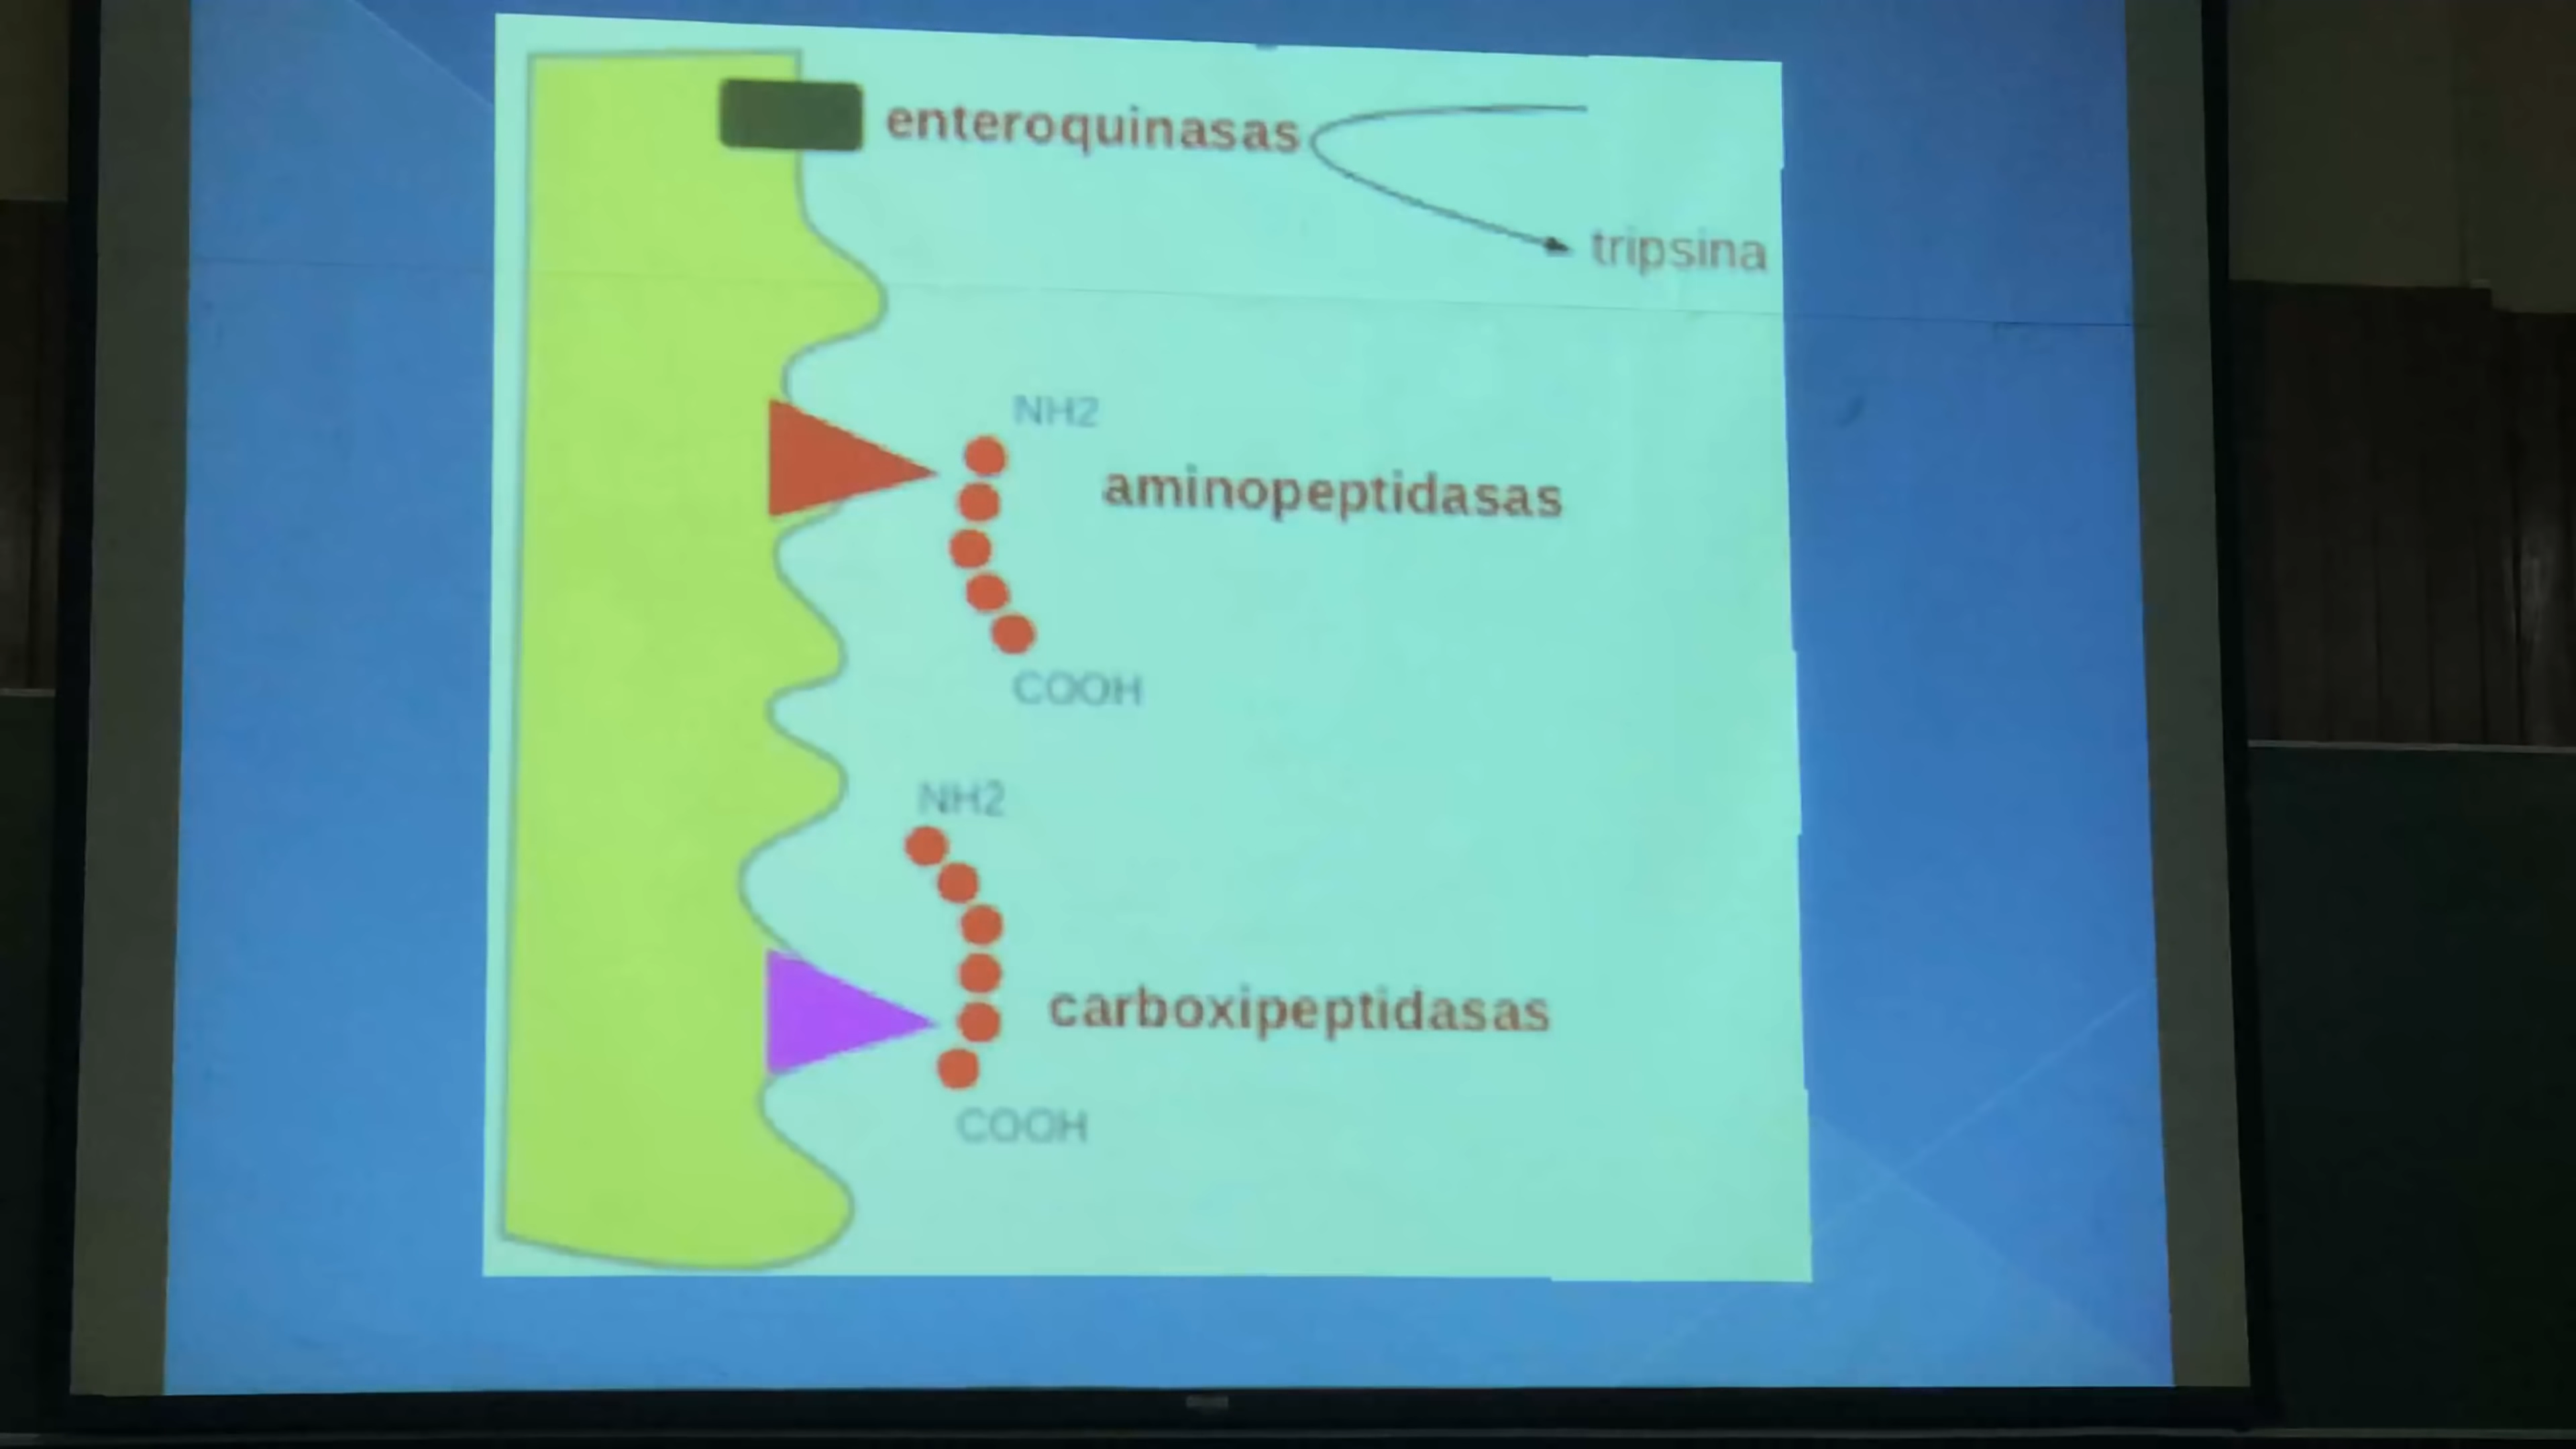 enteroquinasas
tripsina
NH2
aminopeptidasas
COOH
NH2
carboxipeptidasas
COOH